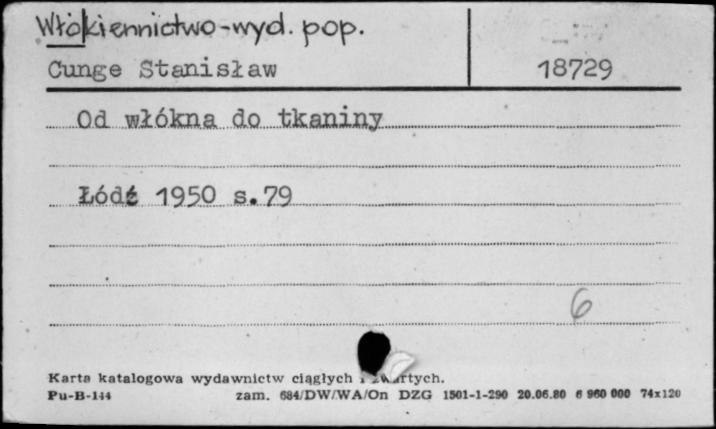 Włókiennictwo-wyd. pop.
Cunge Stanisław 18729
Od włókna do tkaniny
Łódź 1950 s.79
6
Karta katalogowa wydawnictw ciągłych i zwartych.
Pu-B-144 zam. 684/DW/WA/On DZG 1501-1-290 20.06.80 6 960 000 74x120